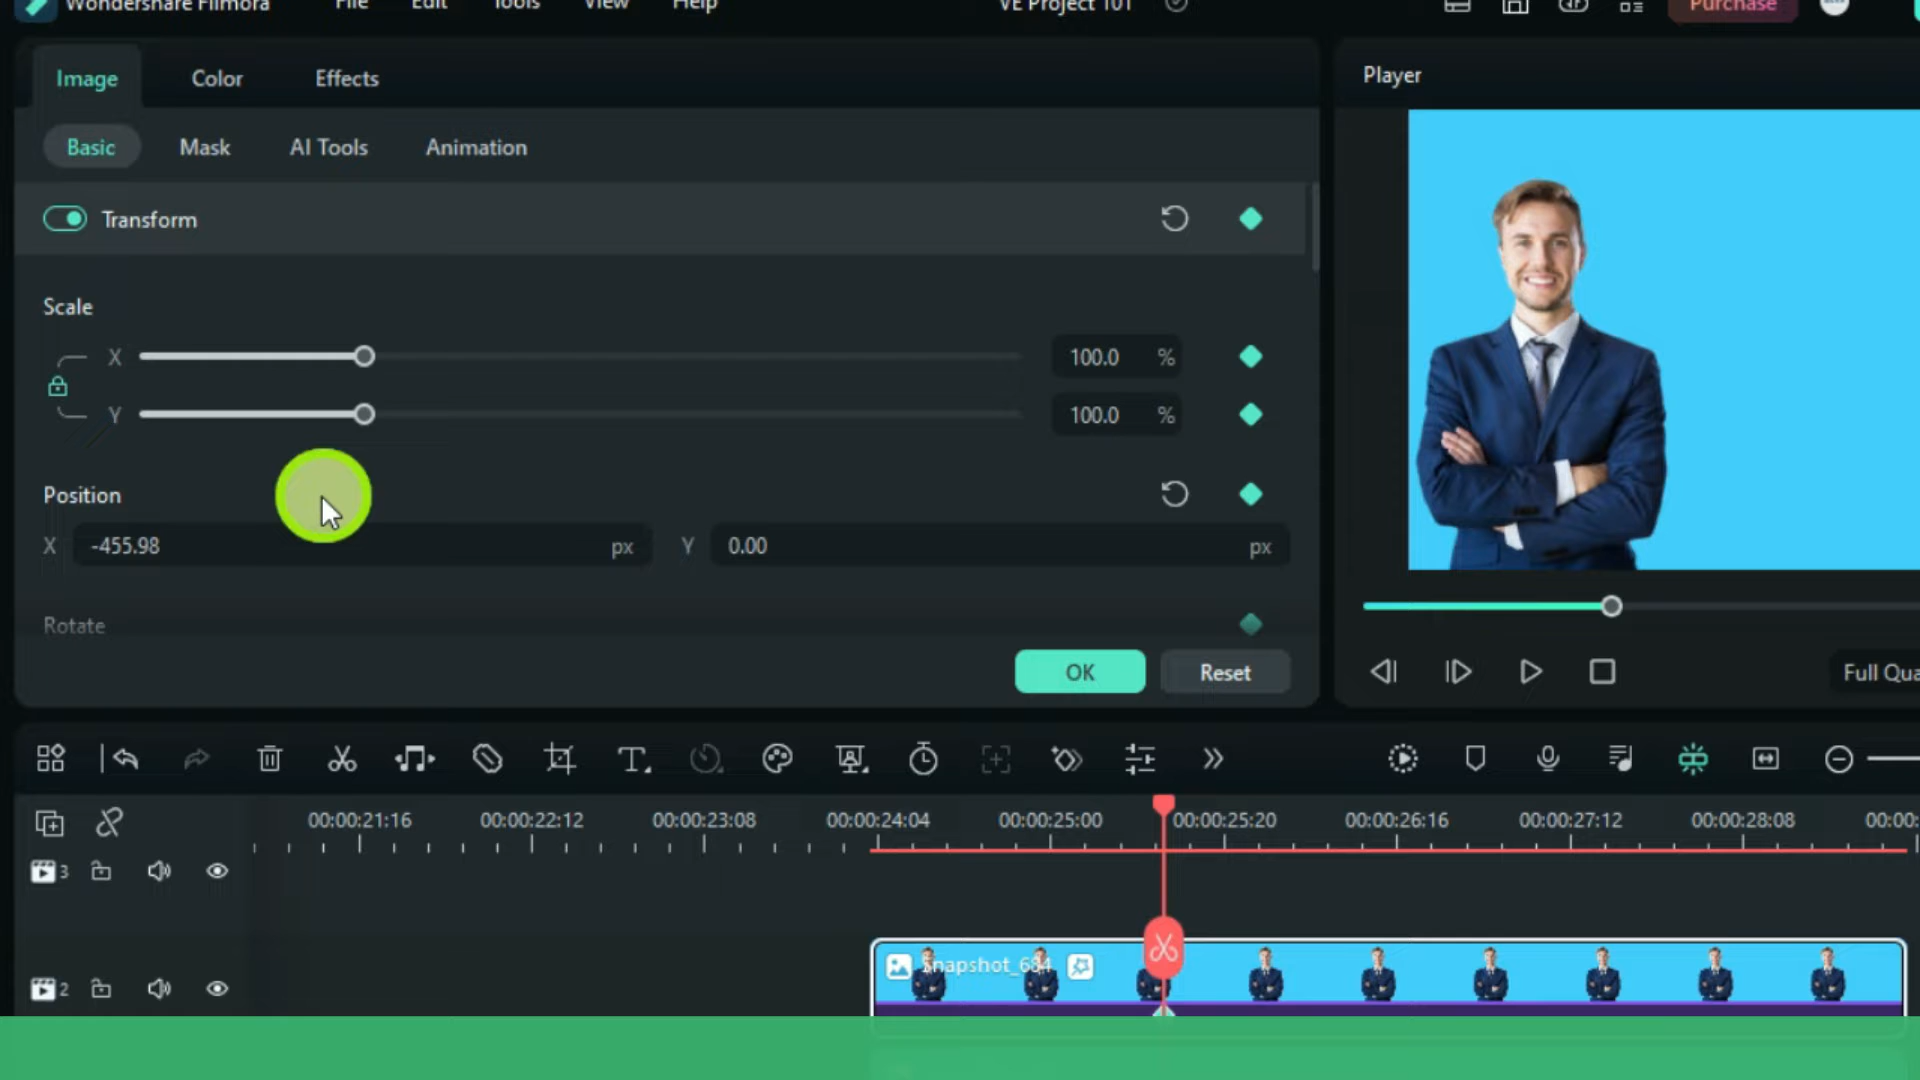 Wondershare Filmora File Edit Tools View Help VE Project 101 Purchase
Image Color Effects
Player
Basic Mask AI Tools Animation
Transform
Scale
X 100.0 %
Y 100.0 %
Position
X -455.98 px Y 0.00 px
Rotate
OK Reset
Full Qua
00:00:21:16 00:00:22:12 00:00:23:08 00:00:24:04 00:00:25:00 00:00:25:20 00:00:26:16 00:00:27:12 00:00:28:08 00:00:
3
Snapshot_684
2